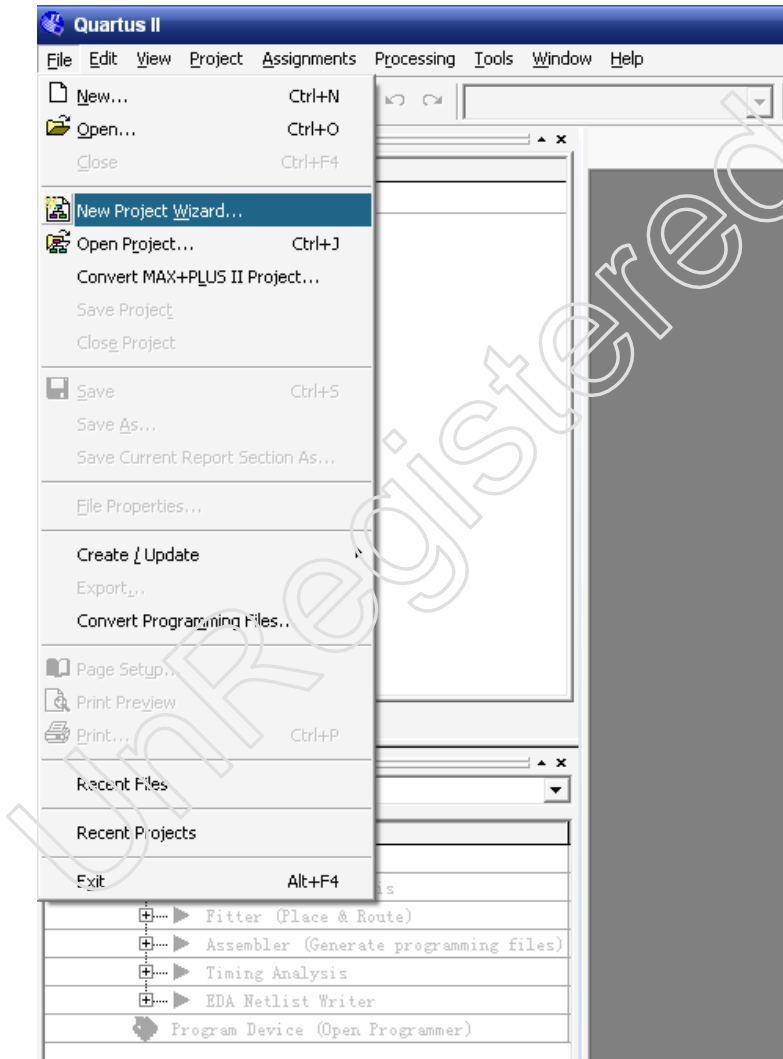 Quartus II
File Edit View Project Assignments Processing Tools Window Help
New... Ctrl+N
Open... Ctrl+O
Close Ctrl+F4
New Project Wizard...
Open Project... Ctrl+J
Convert MAX+PLUS II Project...
Save Project
Close Project
Save Ctrl+S
Save As...
Save Current Report Section As...
File Properties...
Create / Update
Export...
Convert Programming Files...
Page Setup...
Print Preview
Print... Ctrl+P
Recent Files
Recent Projects
Exit Alt+F4
Fitter (Place & Route)
Assembler (Generate programming files)
Timing Analysis
EDA Netlist Writer
Program Device (Open Programmer)
UnRegistered